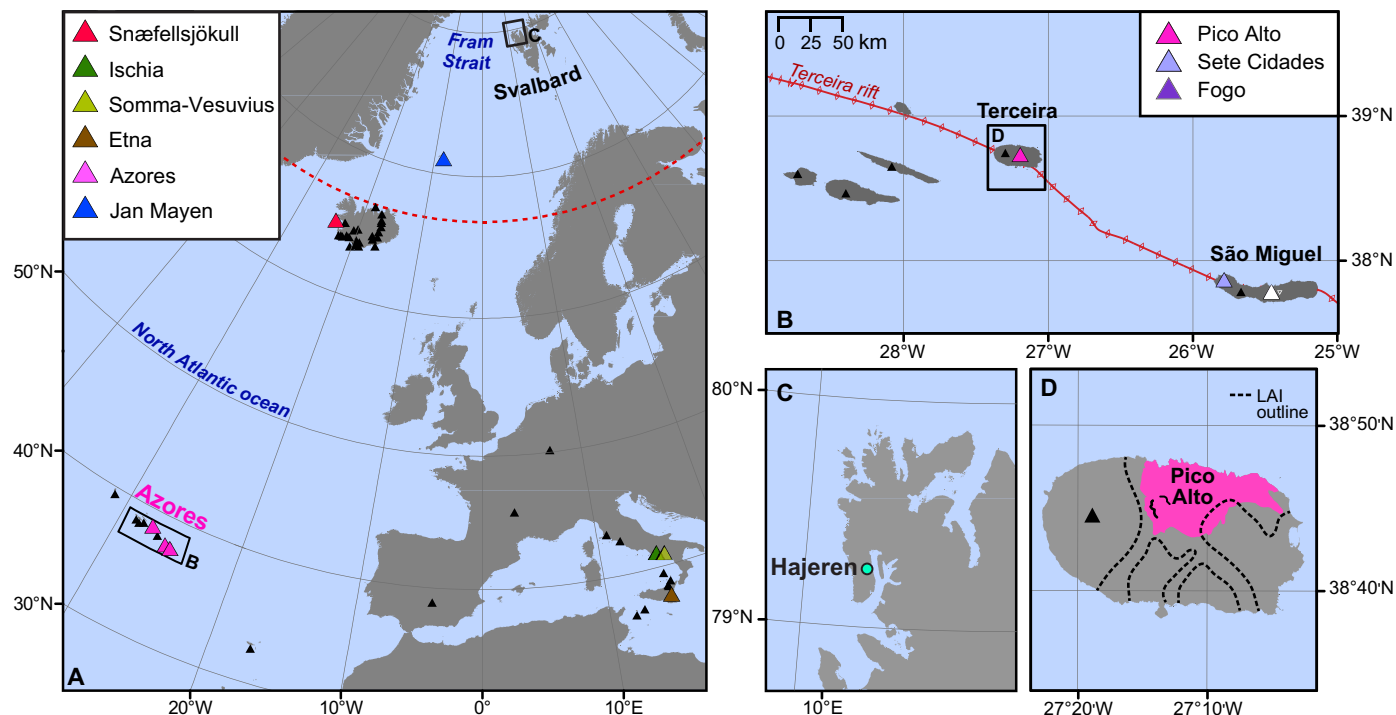 Snæfellsjökull
Ischia
Somma-Vesuvius
Etna
Azores
Jan Mayen
Fram
Strait
C
Svalbard
North Atlantic ocean
Azores
B
A
50°N
40°N
30°N
20°W
10°W
0°
10°E
0 25 50 km
Pico Alto
Sete Cidades
Fogo
Terceira rift
Terceira
D
São Miguel
B
39°N
38°N
28°W
27°W
26°W
25°W
C
80°N
79°N
Hajeren
10°E
D
LAI
outline
Pico
Alto
38°50'N
38°40'N
27°20'W
27°10'W